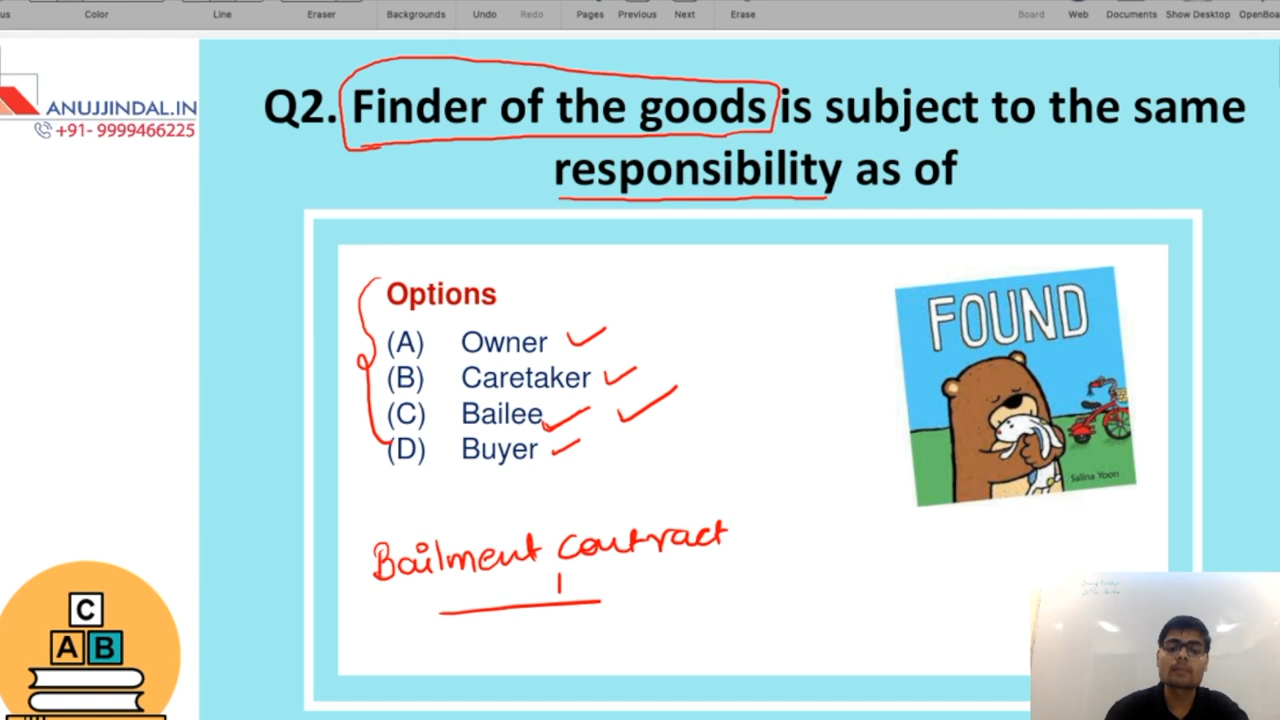 Color
Line
Eraser
Backgrounds
Undo
Redo
Pages
Previous
Next
Erase
Board
Web
Documents
Show Desktop
ANUJJINDAL.IN
+91- 9999466225
Q2. Finder of the goods is subject to the same
responsibility as of
Options
(A) Owner
(B) Caretaker
(C) Bailee
(D) Buyer
FOUND
Salina Yoon
Bailment contract
C
A B